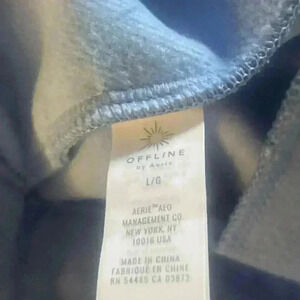 OFFLINE
by Aerie
L/G
AERIE AEO
MANAGEMENT CO
NEW YORK, NY
10016 USA
MADE IN CHINA
FABRIQUÉ EN CHINE
RN 54485 CA 05873